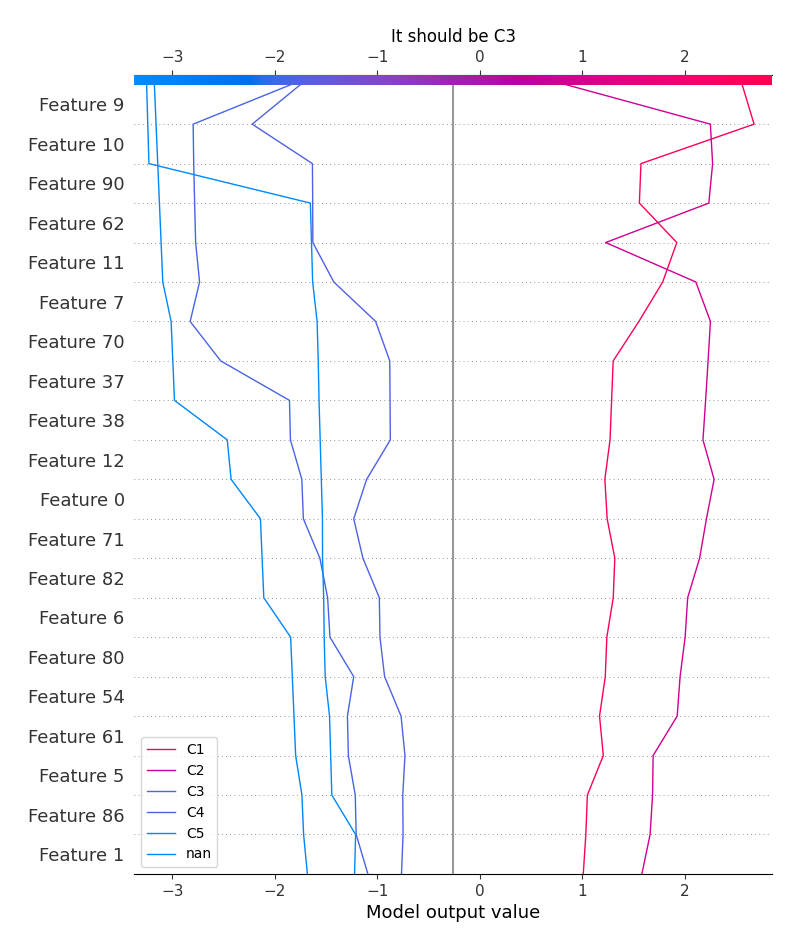 It should be C3
−3 −2 −1 0 1 2
Feature 9
Feature 10
Feature 90
Feature 62
Feature 11
Feature 7
Feature 70
Feature 37
Feature 38
Feature 12
Feature 0
Feature 71
Feature 82
Feature 6
Feature 80
Feature 54
Feature 61
Feature 5
Feature 86
Feature 1
C1
C2
C3
C4
C5
nan
−3 −2 −1 0 1 2
Model output value